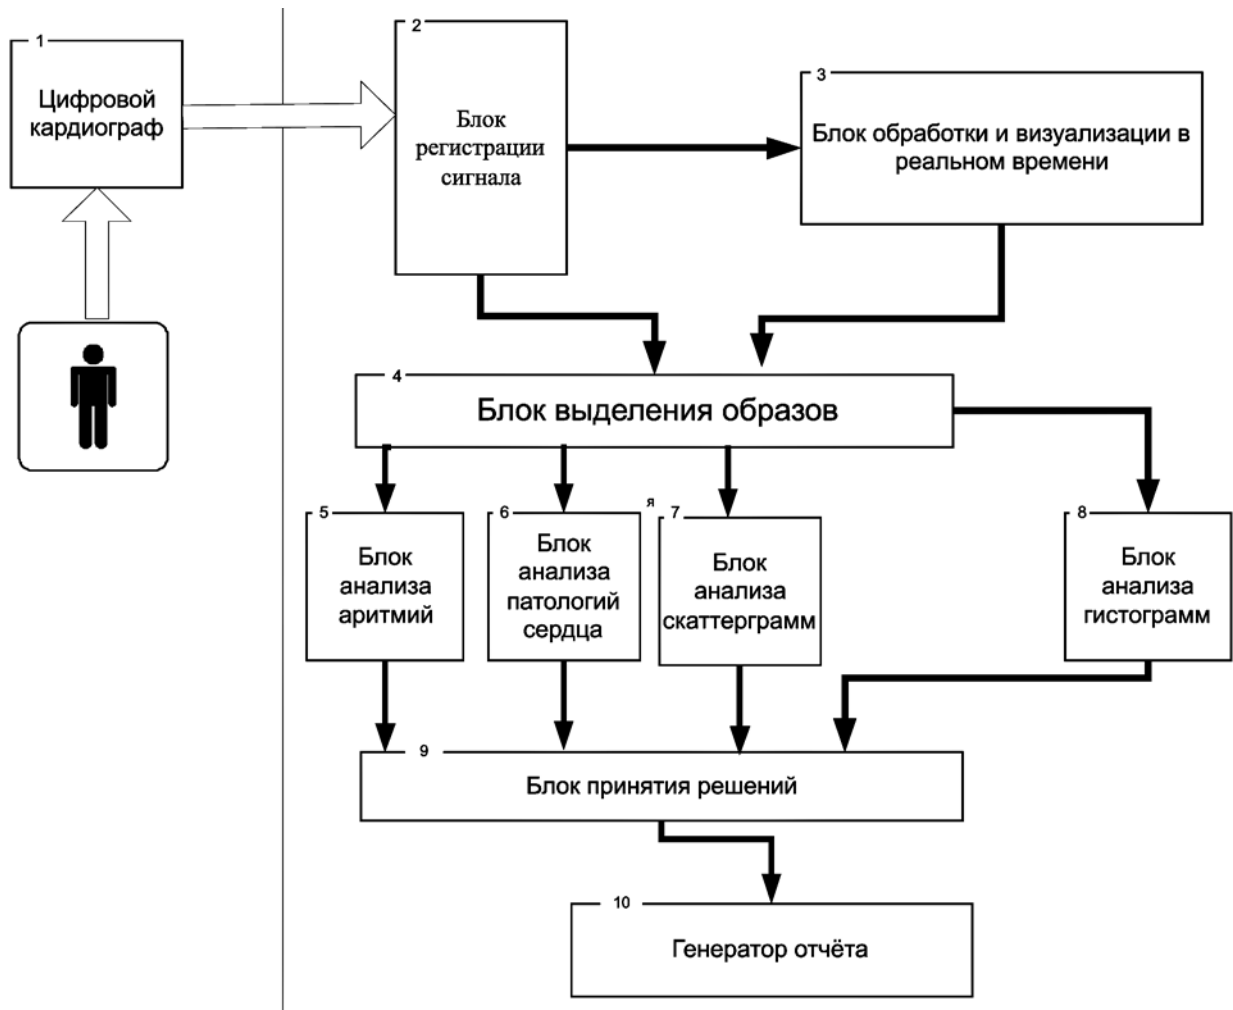 1
Цифровой
кардиограф
2
Блок
регистрации
сигнала
3
Блок обработки и визуализации в
реальном времени
4
Блок выделения образов
5
Блок
анализа
аритмий
6
Блок
анализа
патологий
сердца
я
7
Блок
анализа
скаттерграмм
8
Блок
анализа
гистограмм
9
Блок принятия решений
10
Генератор отчёта